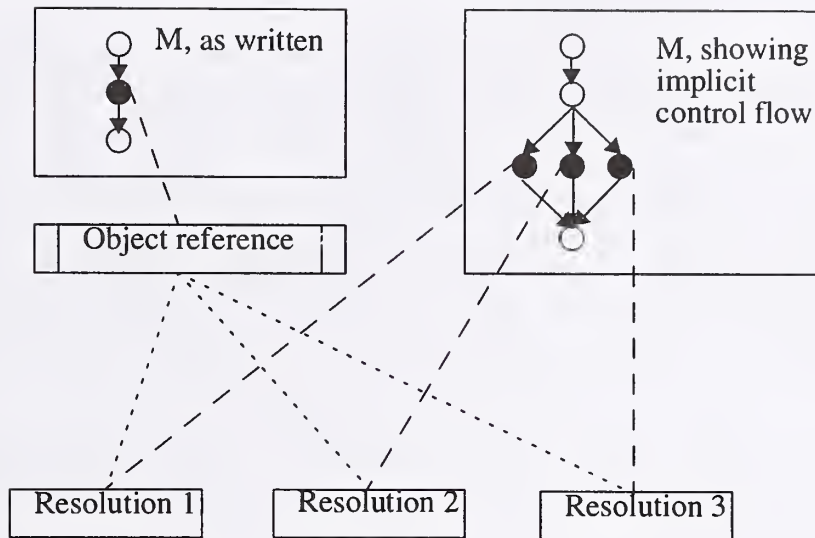 M, as written
M, showing
implicit
control flow
Object reference
Resolution 1
Resolution 2
Resolution 3